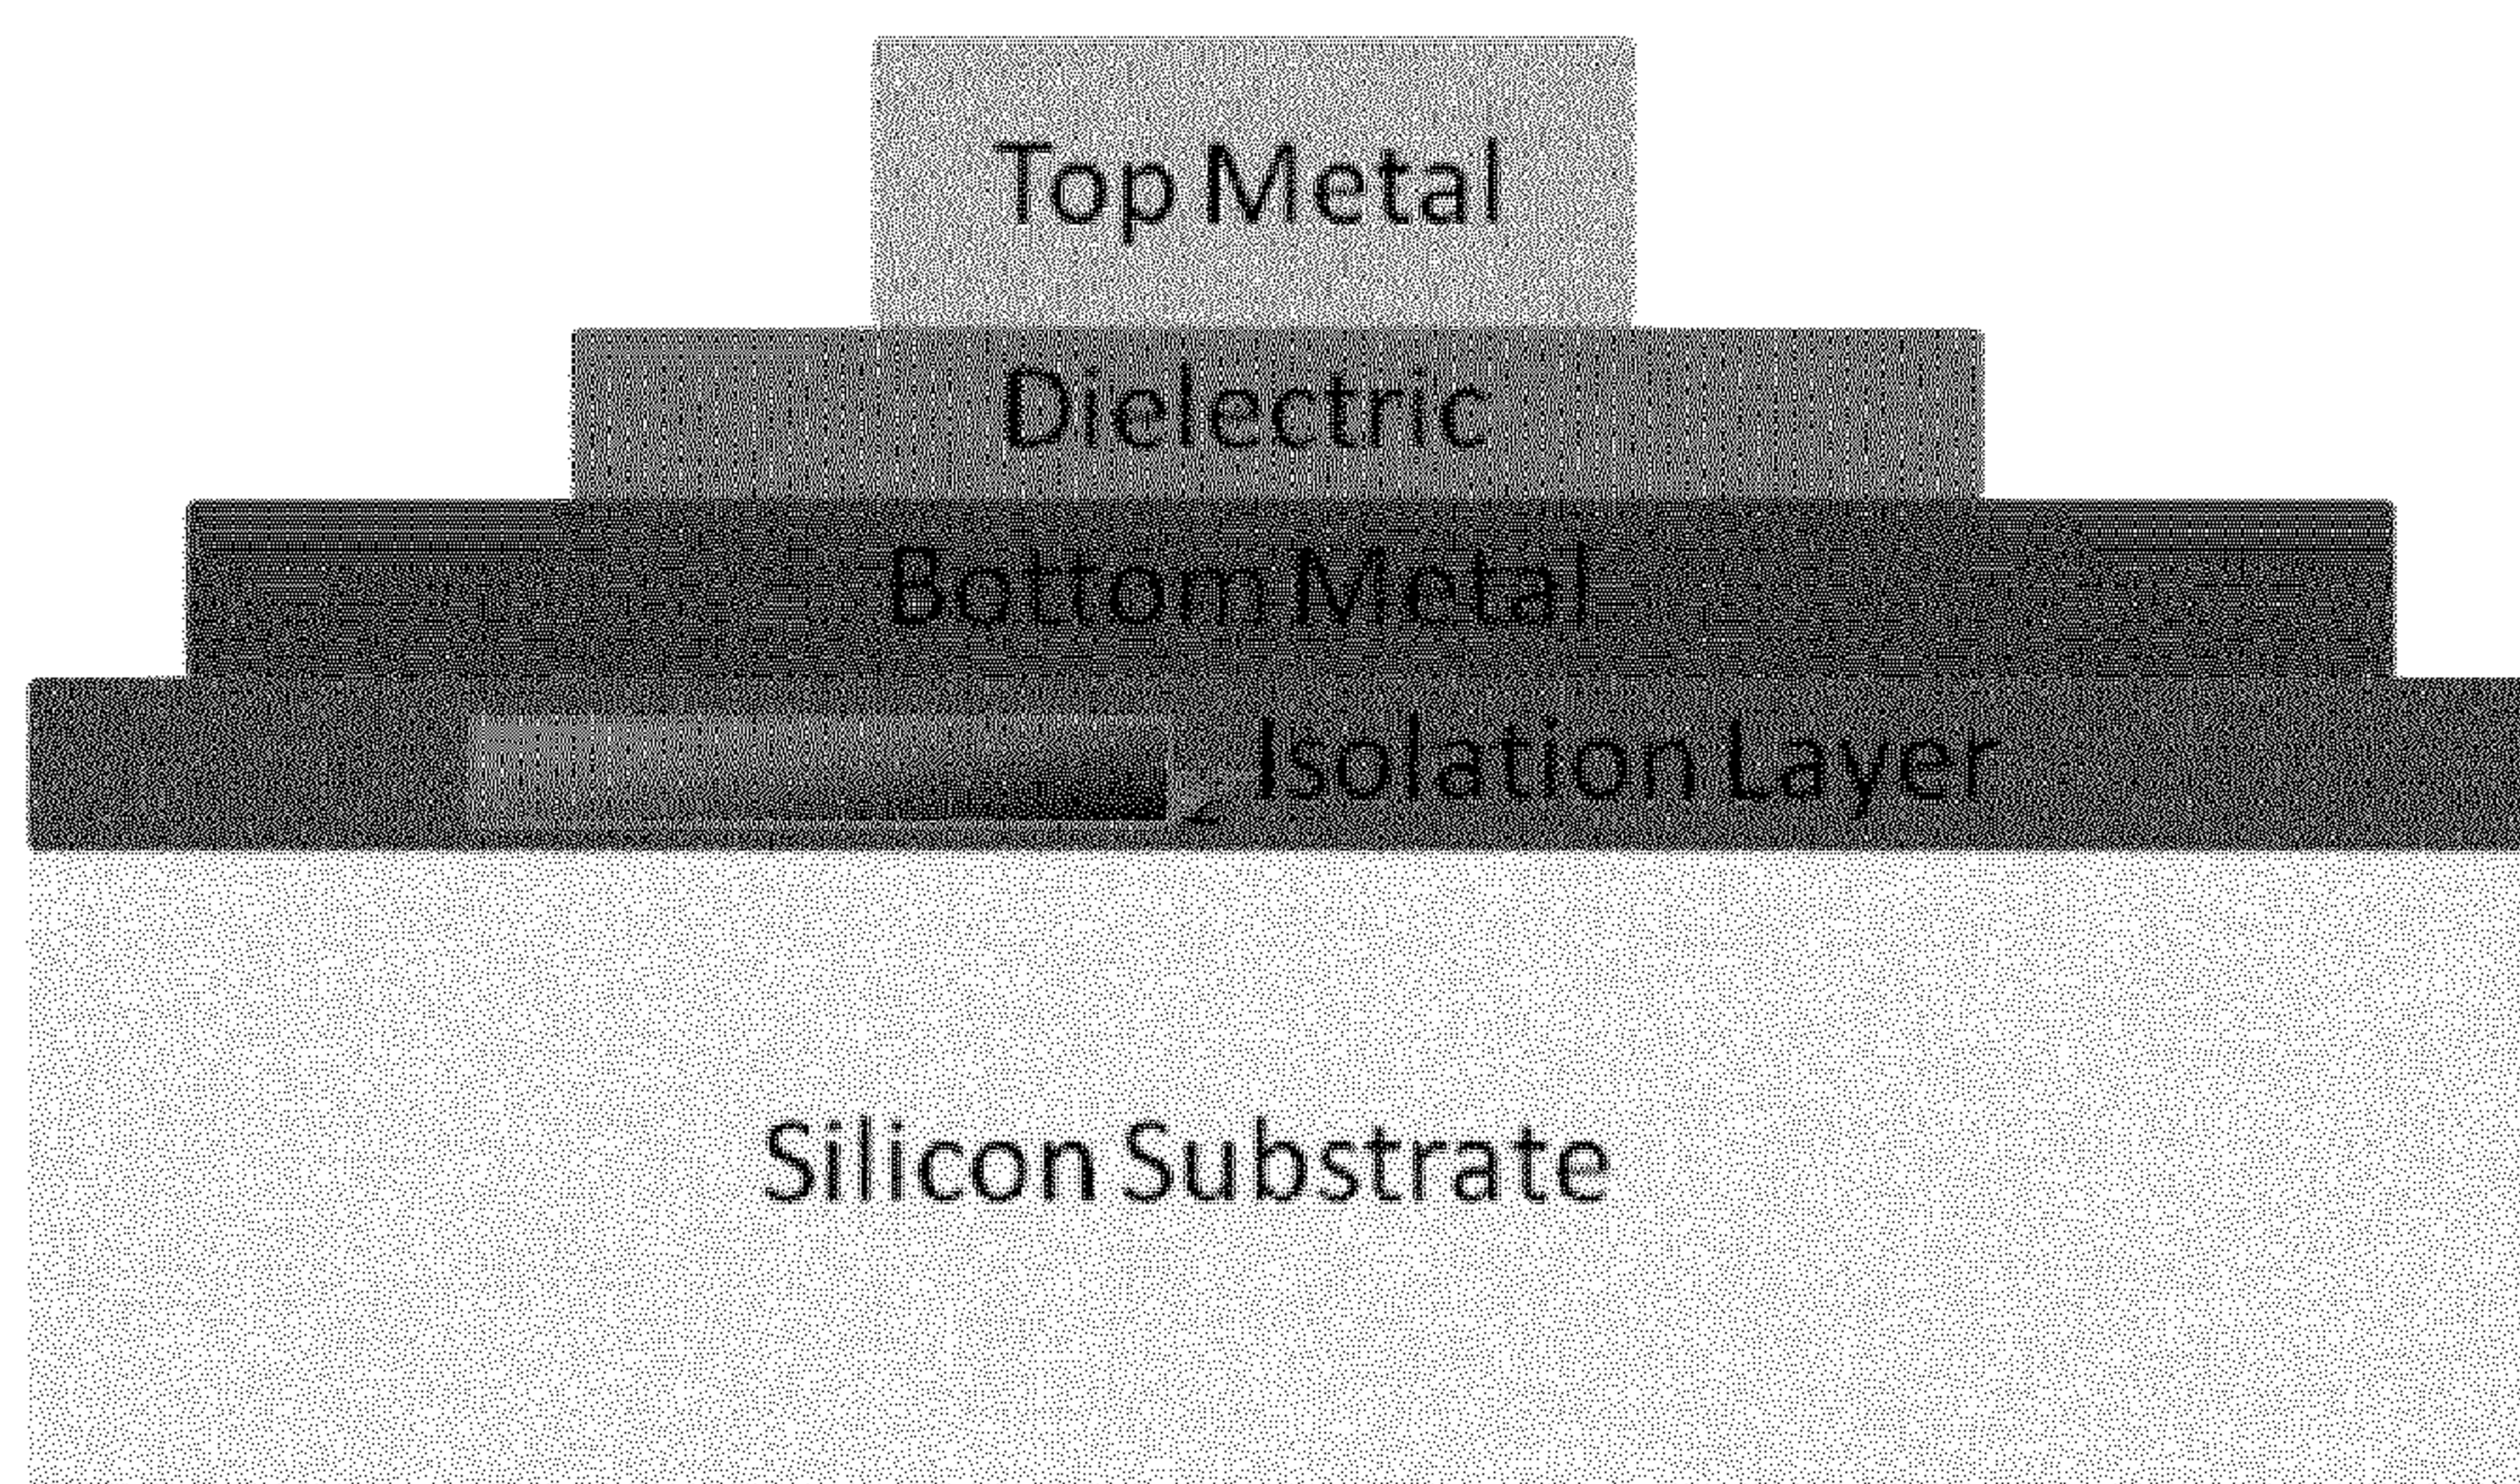 Top Metal
Dielectric
Bottom Metal
Isolation Layer
Silicon Substrate